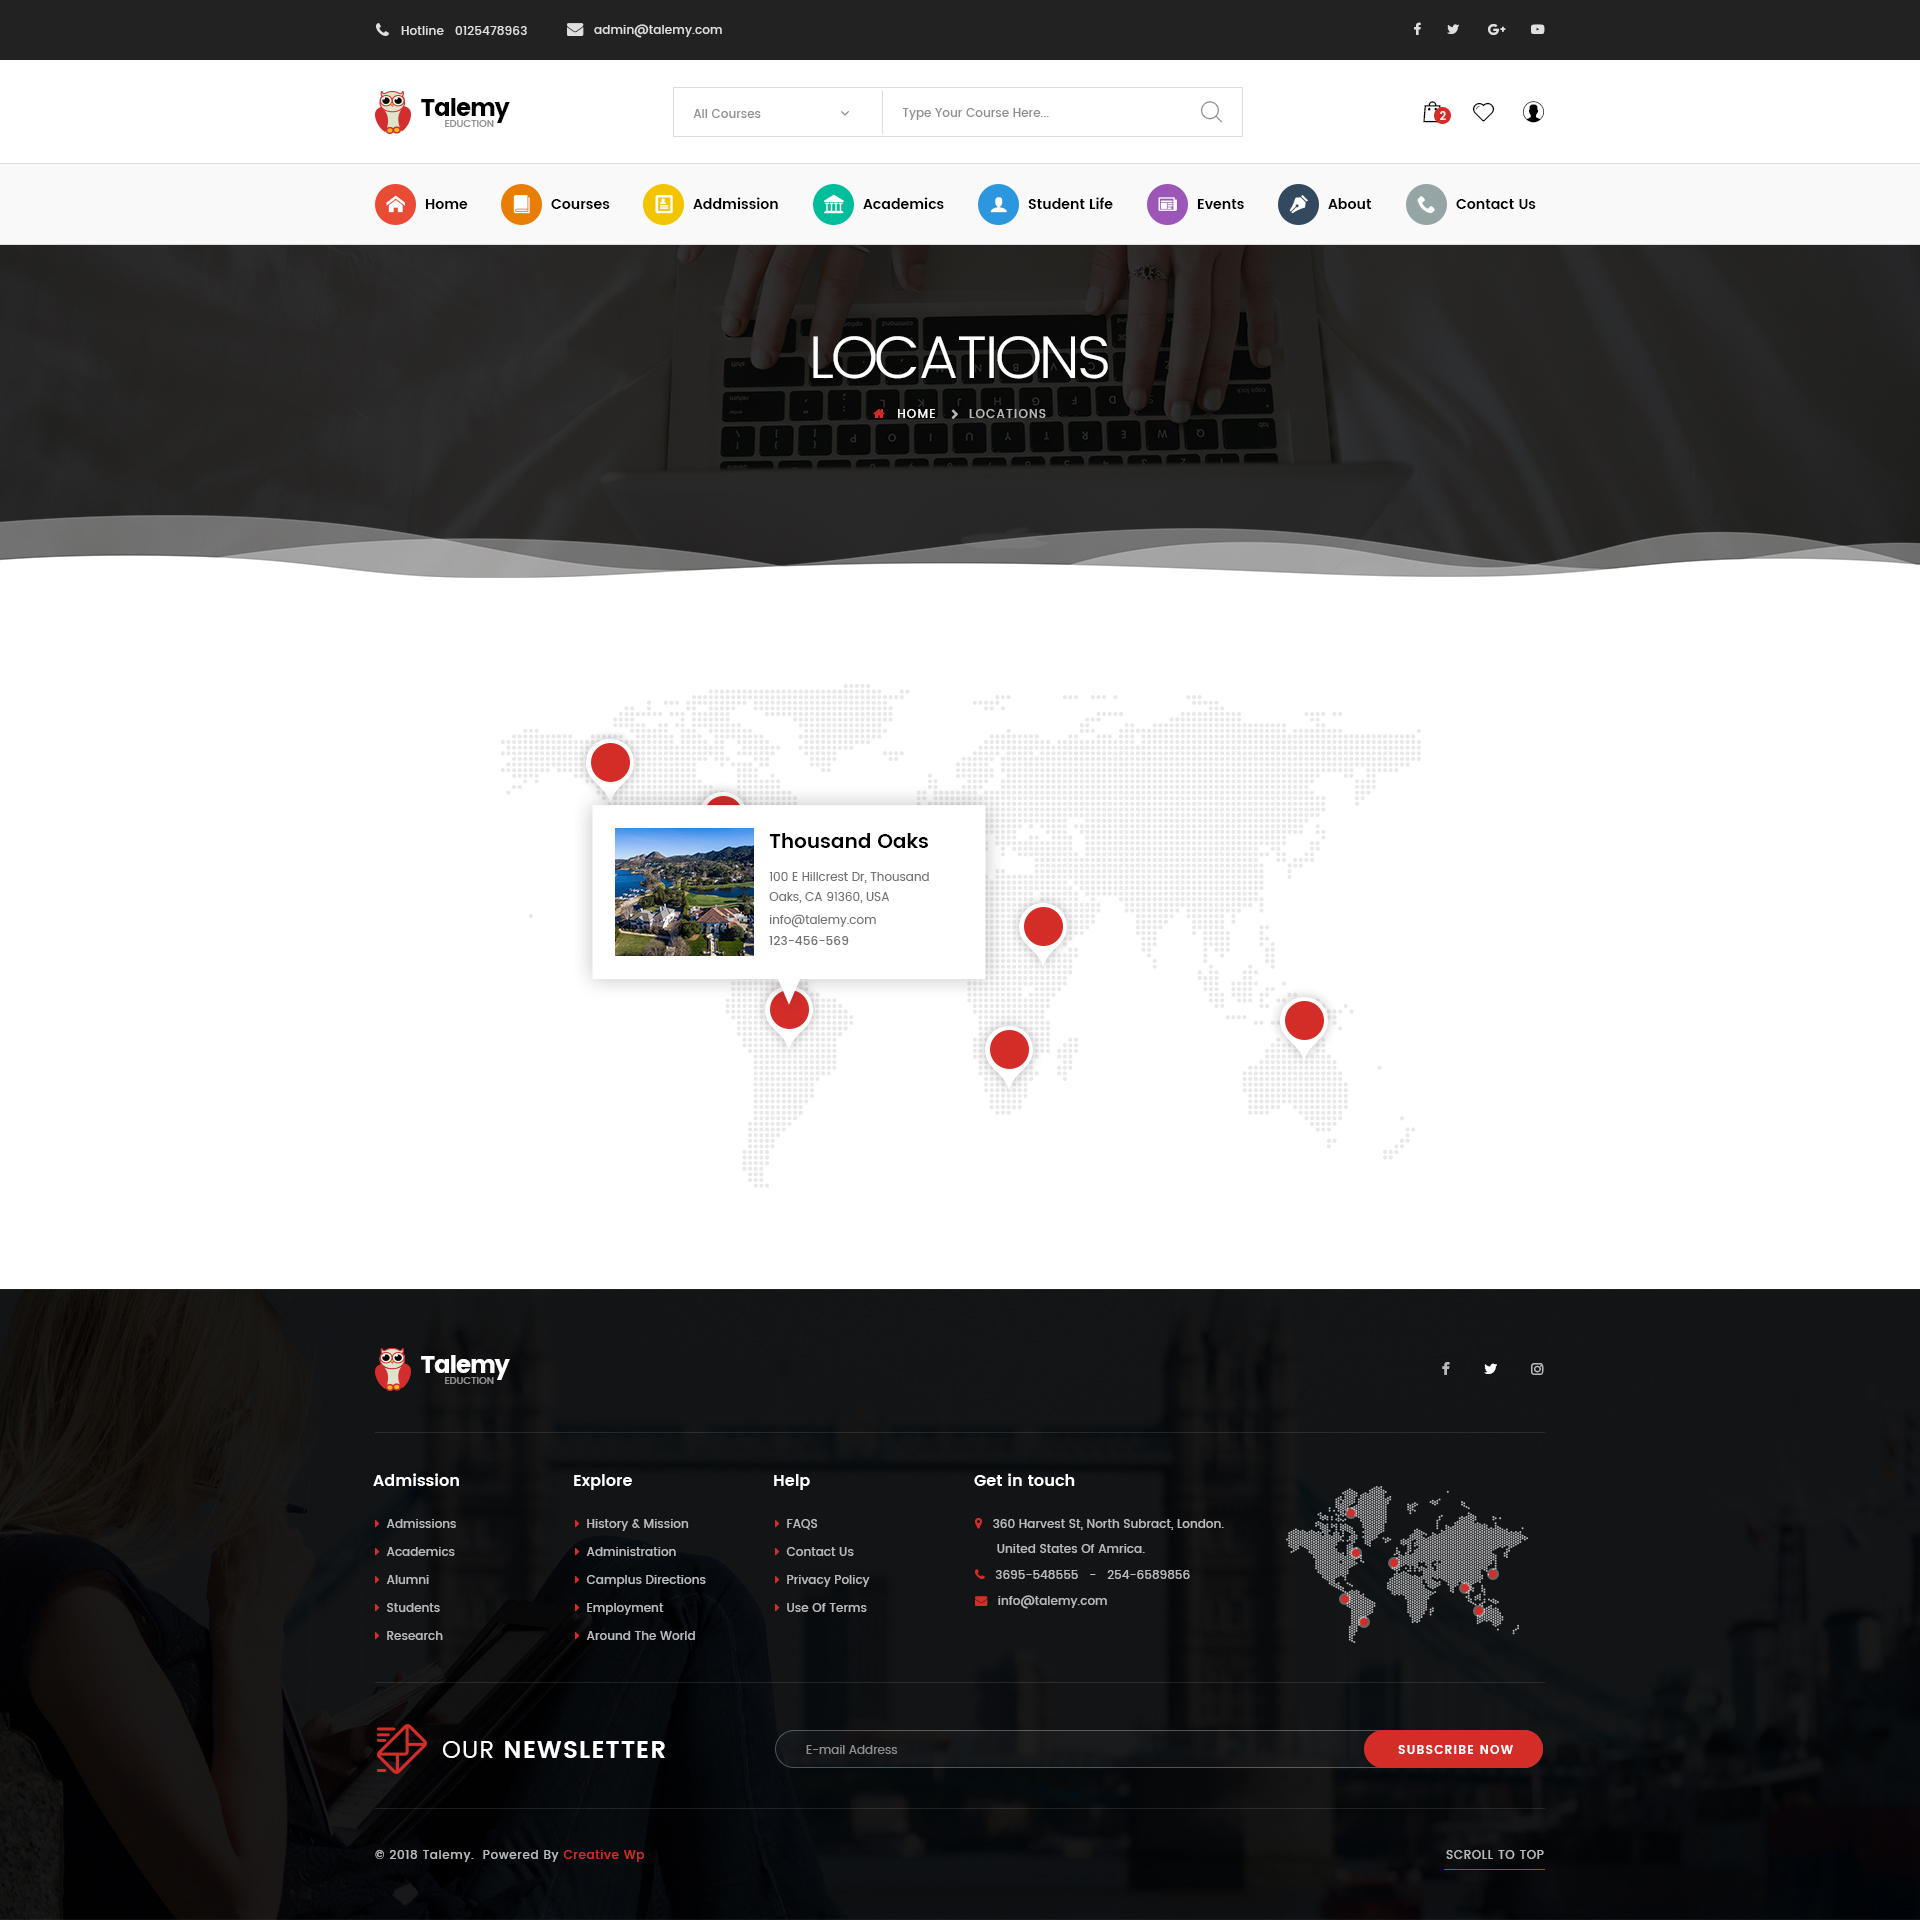 Hotline 0125478963 admin@talemy.com
Talemy
EDUCTION
All Courses
Type Your Course Here...
2
Home Courses Addmission Academics Student Life Events About Contact Us
LOCATIONS
HOME LOCATIONS
Thousand Oaks
100 E Hillcrest Dr, Thousand
Oaks, CA 91360, USA
info@talemy.com
123-456-569
Talemy
EDUCTION
Admission
Admissions
Academics
Alumni
Students
Research
Explore
History & Mission
Administration
Camplus Directions
Employment
Around The World
Help
FAQS
Contact Us
Privacy Policy
Use Of Terms
Get in touch
360 Harvest St, North Subract, London.
United States Of Amrica.
3695-548555 - 254-6589856
info@talemy.com
OUR NEWSLETTER
E-mail Address
SUBSCRIBE NOW
© 2018 Talemy. Powered By Creative Wp
SCROLL TO TOP